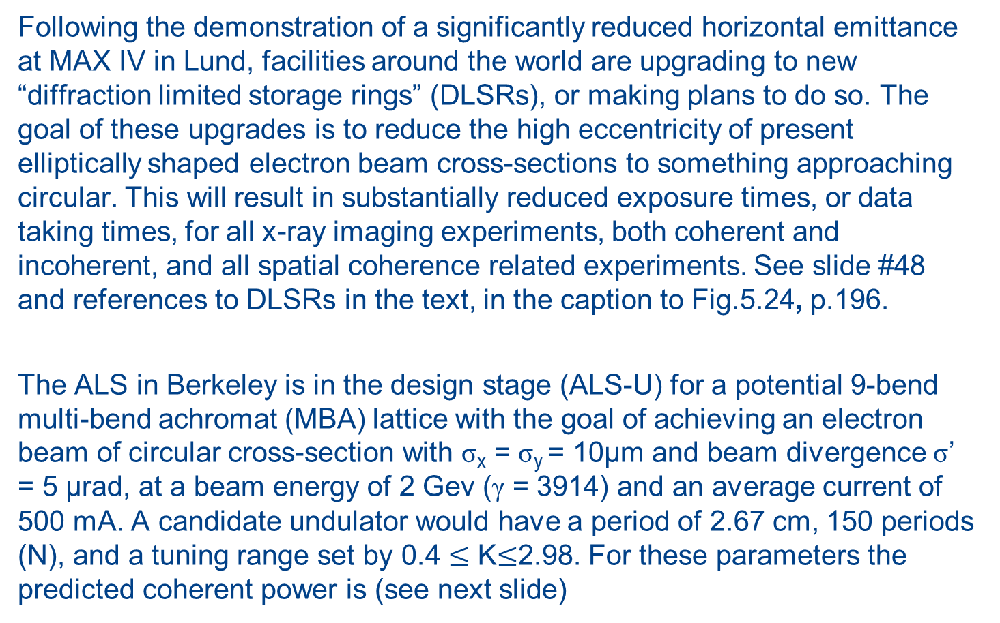 Following the demonstration of a significantly reduced horizontal emittance
at MAX IV in Lund, facilities around the world are upgrading to new
“diffraction limited storage rings” (DLSRs), or making plans to do so. The
goal of these upgrades is to reduce the high eccentricity of present
elliptically shaped electron beam cross-sections to something approaching
circular. This will result in substantially reduced exposure times, or data
taking times, for all x-ray imaging experiments, both coherent and
incoherent, and all spatial coherence related experiments. See slide #48
and references to DLSRs in the text, in the caption to Fig.5.24, p.196.
The ALS in Berkeley is in the design stage (ALS-U) for a potential 9-bend
multi-bend achromat (MBA) lattice with the goal of achieving an electron
beam of circular cross-section with σx = σy = 10µm and beam divergence σ’
= 5 µrad, at a beam energy of 2 Gev (γ = 3914) and an average current of
500 mA. A candidate undulator would have a period of 2.67 cm, 150 periods
(N), and a tuning range set by 0.4 ≤ K≤2.98. For these parameters the
predicted coherent power is (see next slide)